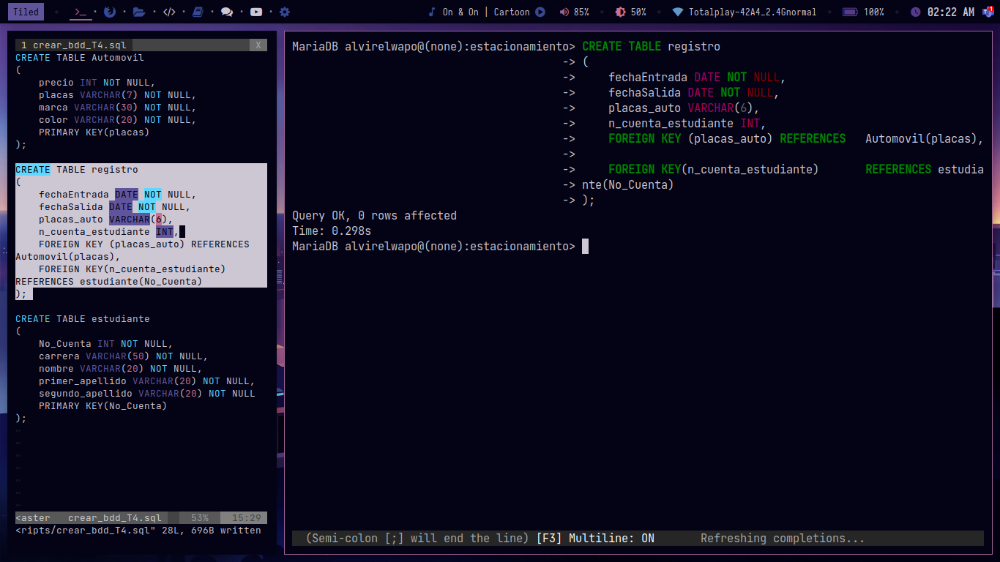 Tiled On & On | Cartoon 85% 50% Totalplay-42A4_2.4Gnormal 100% 02:22 AM 1
1 crear_bdd_T4.sql X
CREATE TABLE Automovil
(
    precio INT NOT NULL,
    placas VARCHAR(7) NOT NULL,
    marca VARCHAR(30) NOT NULL,
    color VARCHAR(20) NOT NULL,
    PRIMARY KEY(placas)
);
CREATE TABLE registro
(
    fechaEntrada DATE NOT NULL,
    fechaSalida DATE NOT NULL,
    placas_auto VARCHAR(6),
    n_cuenta_estudiante INT,
    FOREIGN KEY (placas_auto) REFERENCES
Automovil(placas),
    FOREIGN KEY(n_cuenta_estudiante)
REFERENCES estudiante(No_Cuenta)
);
CREATE TABLE estudiante
(
    No_Cuenta INT NOT NULL,
    carrera VARCHAR(50) NOT NULL,
    nombre VARCHAR(20) NOT NULL,
    primer_apellido VARCHAR(20) NOT NULL,
    segundo_apellido VARCHAR(20) NOT NULL
    PRIMARY KEY(No_Cuenta)
);
~
~
~
~
~
~
~
<aster crear_bdd_T4.sql 53% 15:29
<ripts/crear_bdd_T4.sql" 28L, 696B written
MariaDB alvirelwapo@(none):estacionamiento> CREATE TABLE registro
-> (
->     fechaEntrada DATE NOT NULL,
->     fechaSalida DATE NOT NULL,
->     placas_auto VARCHAR(6),
->     n_cuenta_estudiante INT,
->     FOREIGN KEY (placas_auto) REFERENCES   Automovil(placas),
->
->     FOREIGN KEY(n_cuenta_estudiante)       REFERENCES estudia
-> nte(No_Cuenta)
-> );
Query OK, 0 rows affected
Time: 0.298s
MariaDB alvirelwapo@(none):estacionamiento>
(Semi-colon [;] will end the line) [F3] Multiline: ON Refreshing completions...